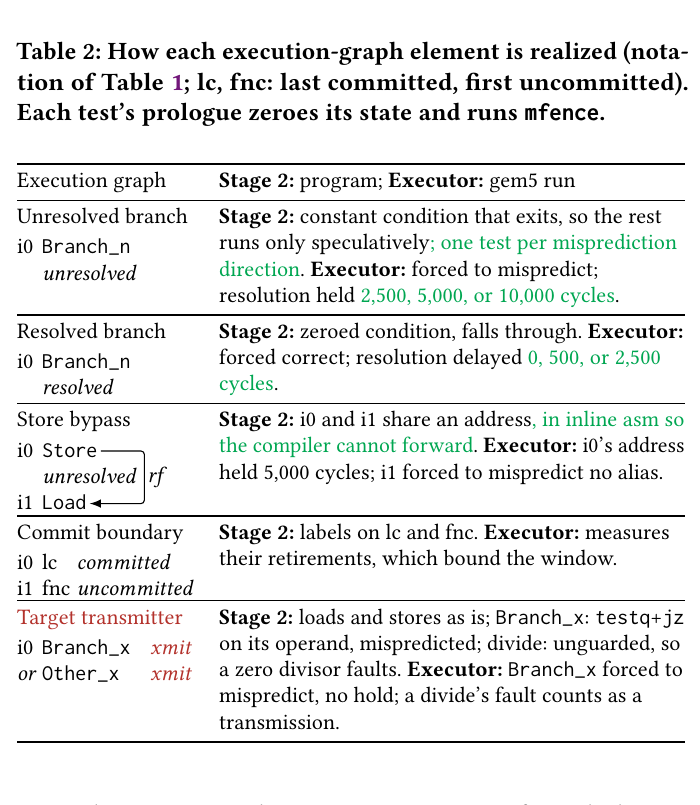 Table 2: How each execution-graph element is realized (nota-
tion of Table 1; lc, fnc: last committed, first uncommitted).
Each test's prologue zeroes its state and runs mfence.
Execution graph
Stage 2: program; Executor: gem5 run
Unresolved branch
i0 Branch_n
unresolved
Stage 2: constant condition that exits, so the rest
runs only speculatively; one test per misprediction
direction. Executor: forced to mispredict;
resolution held 2,500, 5,000, or 10,000 cycles.
Resolved branch
i0 Branch_n
resolved
Stage 2: zeroed condition, falls through. Executor:
forced correct; resolution delayed 0, 500, or 2,500
cycles.
Store bypass
i0 Store
unresolved rf
i1 Load
Stage 2: i0 and i1 share an address, in inline asm so
the compiler cannot forward. Executor: i0's address
held 5,000 cycles; i1 forced to mispredict no alias.
Commit boundary
i0 lc committed
i1 fnc uncommitted
Stage 2: labels on lc and fnc. Executor: measures
their retirements, which bound the window.
Target transmitter
i0 Branch_x xmit
or Other_x xmit
Stage 2: loads and stores as is; Branch_x: testq+jz
on its operand, mispredicted; divide: unguarded, so
a zero divisor faults. Executor: Branch_x forced to
mispredict, no hold; a divide's fault counts as a
transmission.